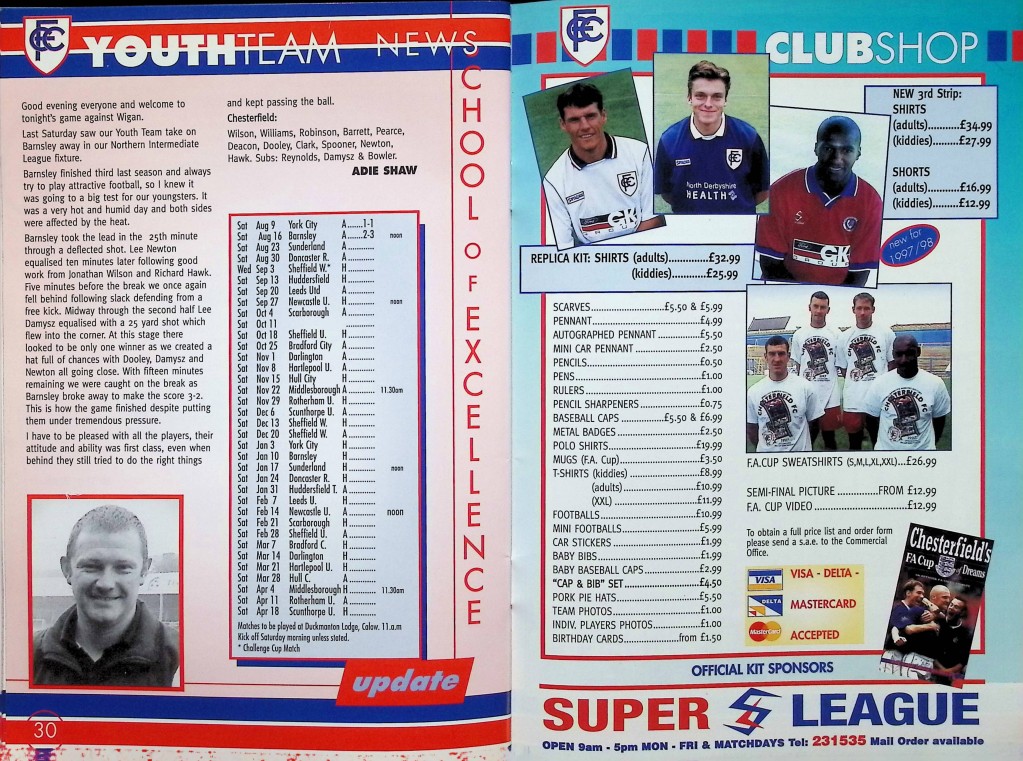 YOUTHTEAM NEWS
SCHOOL OF EXCELLENCE
Good evening everyone and welcome to
tonight's game against Wigan.
Last Saturday saw our Youth Team take on
Barnsley away in our Northern Intermediate
League fixture.
Barnsley finished third last season and always
try to play attractive football, so I knew it
was going to a big test for our youngsters. It
was a very hot and humid day and both sides
were affected by the heat.
Barnsley took the lead in the 25th minute
through a deflected shot. Lee Newton
equalised ten minutes later following good
work from Jonathan Wilson and Richard Hawk.
Five minutes before the break we once again
fell behind following slack defending from a
free kick. Midway through the second half Lee
Damysz equalised with a 25 yard shot which
flew into the corner. At this stage there
looked to be only one winner as we created a
hat full of chances with Dooley, Damysz and
Newton all going close. With fifteen minutes
remaining we were caught on the break as
Barnsley broke away to make the score 3-2.
This is how the game finished despite putting
them under tremendous pressure.
I have to be pleased with all the players, their
attitude and ability was first class, even when
behind they still tried to do the right things
and kept passing the ball.
Chesterfield:
Wilson, Williams, Robinson, Barrett, Pearce,
Deacon, Dooley, Clark, Spooner, Newton,
Hawk. Subs: Reynolds, Damysz & Bowler.
ADIE SHAW
Sat Aug 9 York City A.......1-1
Sat Aug 16 Barnsley A.......2-3 noon
Sat Aug 23 Sunderland A............
Sat Aug 30 Doncaster R. A............
Wed Sep 3 Sheffield W.* H............
Sat Sep 13 Huddersfield H............
Sat Sep 20 Leeds Utd A............
Sat Sep 27 Newcastle U. H............ noon
Sat Oct 4 Scarborough A............
Sat Oct 11 ............
Sat Oct 18 Sheffield U. H............
Sat Oct 25 Bradford City A............
Sat Nov 1 Darlington A............
Sat Nov 8 Hartlepool U. A............
Sat Nov 15 Hull City H............
Sat Nov 22 Middlesborough A............ 11.30am
Sat Nov 29 Rotherham U. H............
Sat Dec 6 Scunthorpe U. A............
Sat Dec 13 Sheffield W. H............
Sat Dec 20 Sheffield W. A............
Sat Jan 3 York City H............
Sat Jan 10 Barnsley H............
Sat Jan 17 Sunderland H............ noon
Sat Jan 24 Doncaster R. H............
Sat Jan 31 Huddersfield T. A............
Sat Feb 7 Leeds U. H............
Sat Feb 14 Newcastle U. A............ noon
Sat Feb 21 Scarborough H............
Sat Feb 28 Sheffield U. A............
Sat Mar 7 Bradford C. H............
Sat Mar 14 Darlington H............
Sat Mar 21 Hartlepool U. H............
Sat Mar 28 Hull C. A............
Sat Apr 4 Middlesborough H............ 11.30am
Sat Apr 11 Rotherham U. A............
Sat Apr 18 Scunthorpe U. H............
Matches to be played at Duckmanton Lodge, Calow. 11.a.m
Kick off Saturday morning unless stated.
* Challenge Cup Match
update
30
CLUBSHOP
NEW 3rd Strip:
SHIRTS
(adults)...........£34.99
(kiddies)..........£27.99
SHORTS
(adults)...........£16.99
(kiddies)..........£12.99
North Derbyshire
HEALTH
new for
1997/98
REPLICA KIT: SHIRTS (adults)...........£32.99
(kiddies)..........£25.99
SCARVES....................£5.50 & £5.99
PENNANT..............................£4.99
AUTOGRAPHED PENNANT............£5.50
MINI CAR PENNANT..................£2.50
PENCILS................................£0.50
PENS....................................£1.00
RULERS.................................£1.00
PENCIL SHARPENERS.................£0.75
BASEBALL CAPS............£5.50 & £6.99
METAL BADGES.......................£2.50
POLO SHIRTS.........................£19.99
MUGS (F.A. Cup)......................£3.50
T-SHIRTS (kiddies)...................£8.99
(adults)..................£10.99
(XXL).....................£11.99
FOOTBALLS............................£10.99
MINI FOOTBALLS......................£5.99
CAR STICKERS.........................£1.99
BABY BIBS..............................£1.99
BABY BASEBALL CAPS................£2.99
"CAP & BIB" SET......................£4.50
PORK PIE HATS........................£5.50
TEAM PHOTOS.........................£1.00
INDIV. PLAYERS PHOTOS............£1.00
BIRTHDAY CARDS...............from £1.50
CHESTERFIELD FC
F.A.CUP SWEATSHIRTS (S,M,L,XL,XXL)...£26.99
SEMI-FINAL PICTURE ..............FROM £12.99
F.A. CUP VIDEO ...........................£12.99
To obtain a full price list and order form
please send a s.a.e. to the Commercial
Office.
VISA
DELTA
MasterCard
VISA - DELTA -
MASTERCARD
ACCEPTED
Chesterfield's
FA Cup of Dreams
OFFICIAL KIT SPONSORS
SUPER LEAGUE
OPEN 9am - 5pm MON - FRI & MATCHDAYS Tel: 231535 Mail Order available